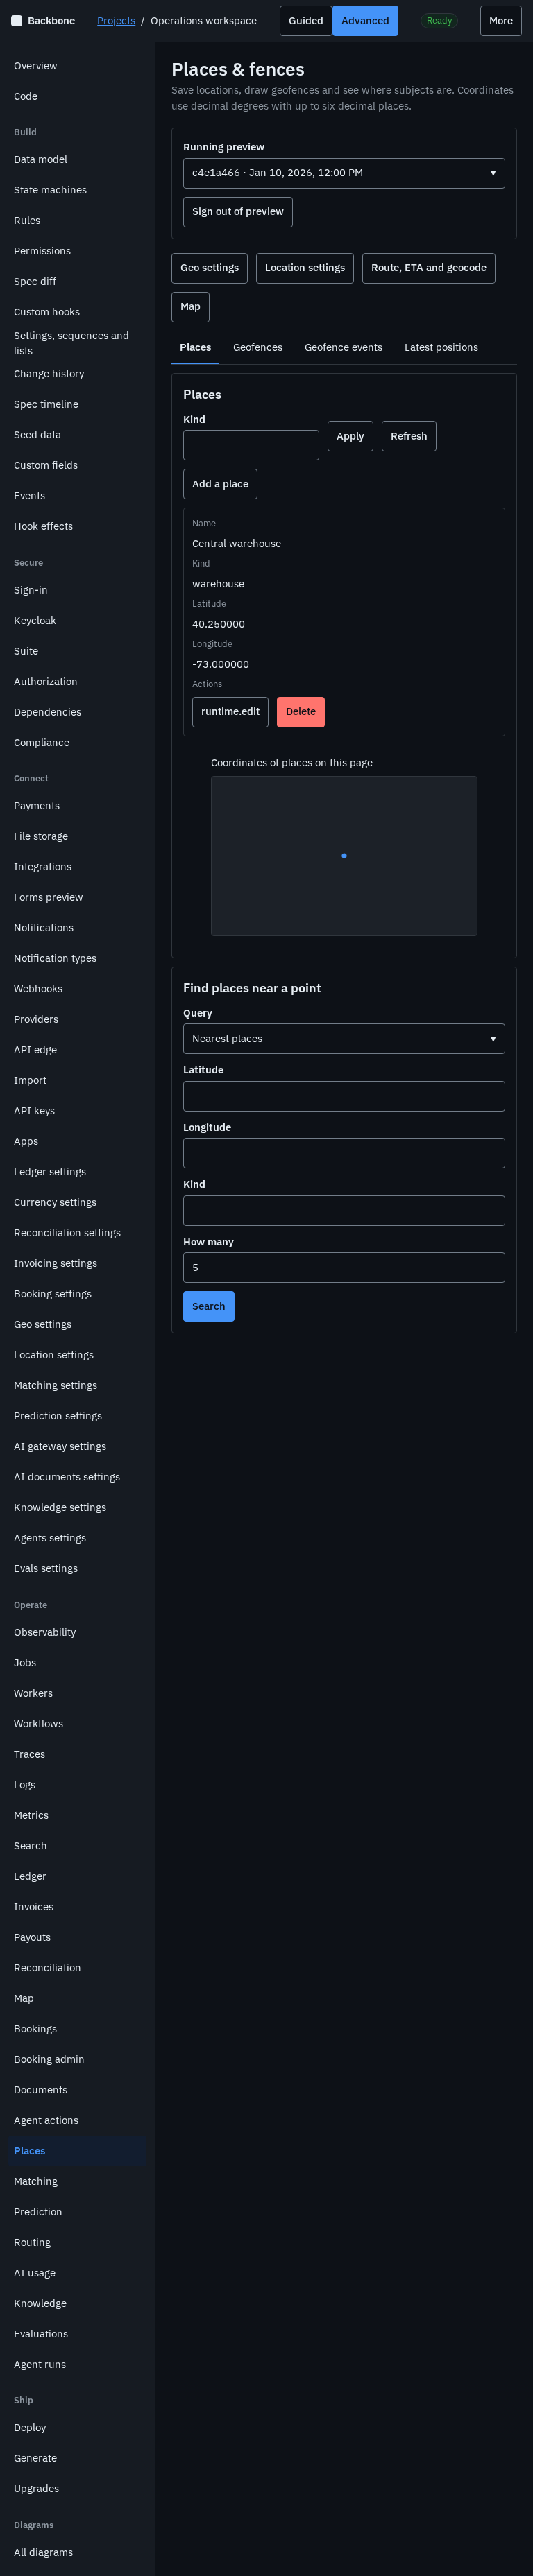 Backbone
Projects / Operations workspace
Guided
Advanced
Ready
More
Overview
Code
Build
Data model
State machines
Rules
Permissions
Spec diff
Custom hooks
Settings, sequences and
lists
Change history
Spec timeline
Seed data
Custom fields
Events
Hook effects
Secure
Sign-in
Keycloak
Suite
Authorization
Dependencies
Compliance
Connect
Payments
File storage
Integrations
Forms preview
Notifications
Notification types
Webhooks
Providers
API edge
Import
API keys
Apps
Ledger settings
Currency settings
Reconciliation settings
Invoicing settings
Booking settings
Geo settings
Location settings
Matching settings
Prediction settings
AI gateway settings
AI documents settings
Knowledge settings
Agents settings
Evals settings
Operate
Observability
Jobs
Workers
Workflows
Traces
Logs
Metrics
Search
Ledger
Invoices
Payouts
Reconciliation
Map
Bookings
Booking admin
Documents
Agent actions
Places
Matching
Prediction
Routing
AI usage
Knowledge
Evaluations
Agent runs
Ship
Deploy
Generate
Upgrades
Diagrams
All diagrams
Places & fences
Save locations, draw geofences and see where subjects are. Coordinates
use decimal degrees with up to six decimal places.
Running preview
c4e1a466 · Jan 10, 2026, 12:00 PM
Sign out of preview
Geo settings
Location settings
Route, ETA and geocode
Map
Places
Geofences
Geofence events
Latest positions
Places
Kind
Apply
Refresh
Add a place
Name
Central warehouse
Kind
warehouse
Latitude
40.250000
Longitude
-73.000000
Actions
runtime.edit
Delete
Coordinates of places on this page
Find places near a point
Query
Nearest places
Latitude
Longitude
Kind
How many
5
Search